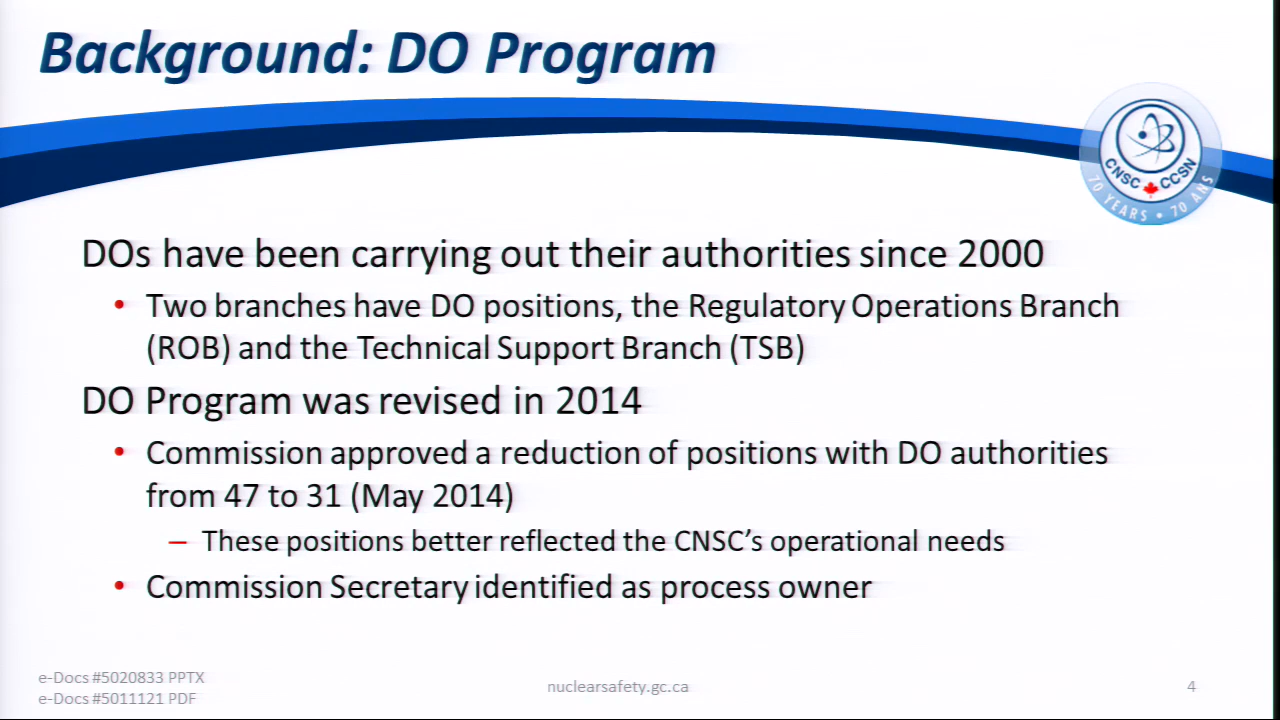 Background: DO Program
CNSC CCSN
70 YEARS • 70 ANS
DOs have been carrying out their authorities since 2000
• Two branches have DO positions, the Regulatory Operations Branch
(ROB) and the Technical Support Branch (TSB)
DO Program was revised in 2014
• Commission approved a reduction of positions with DO authorities
from 47 to 31 (May 2014)
– These positions better reflected the CNSC's operational needs
• Commission Secretary identified as process owner
e-Docs #5020833 PPTX
e-Docs #5011121 PDF
nuclearsafety.gc.ca
4